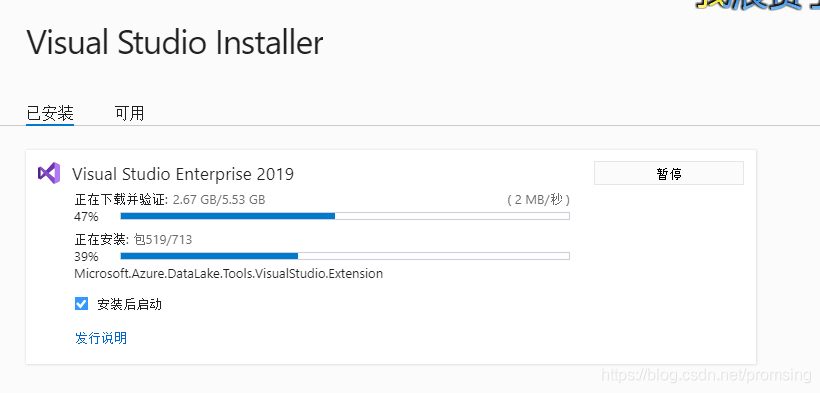 Visual Studio Installer
已安装 可用
Visual Studio Enterprise 2019 暂停
正在下载并验证: 2.67 GB/5.53 GB ( 2 MB/秒 )
47%
正在安装: 包519/713
39%
Microsoft.Azure.DataLake.Tools.VisualStudio.Extension
安装后启动
发行说明
https://blog.csdn.net/promsing